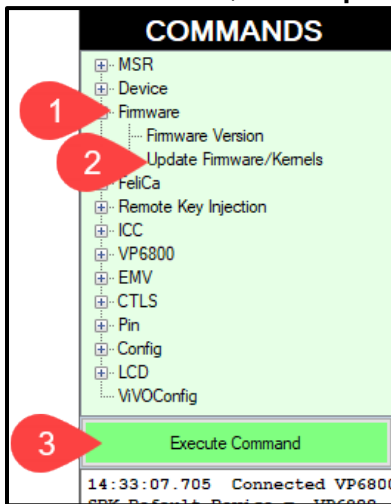 COMMANDS
MSR
Device
1
Firmware
Firmware Version
2
Update Firmware/Kernels
FeliCa
Remote Key Injection
ICC
VP6800
EMV
CTLS
Pin
Config
LCD
ViVOConfig
3
Execute Command
14:33:07.705 Connected VP6800